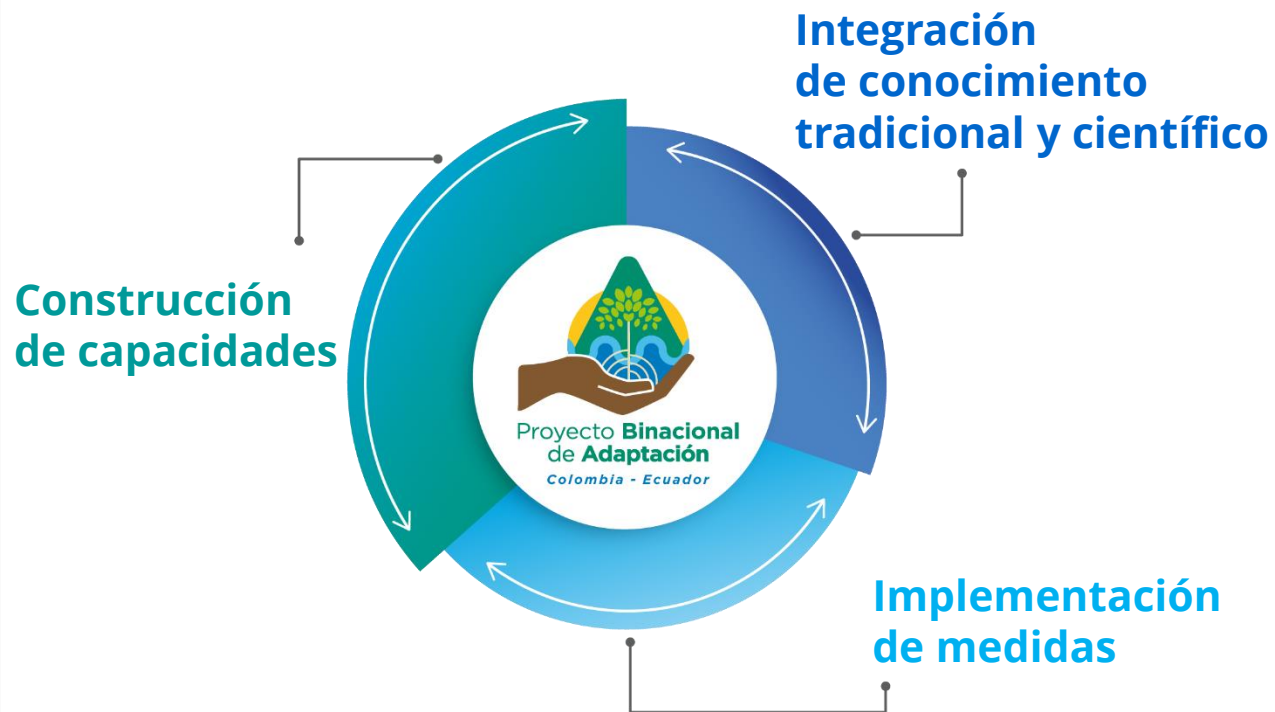 Integración
de conocimiento
tradicional y científico
Construcción
de capacidades
Proyecto Binacional
de Adaptación
Colombia - Ecuador
Implementación
de medidas